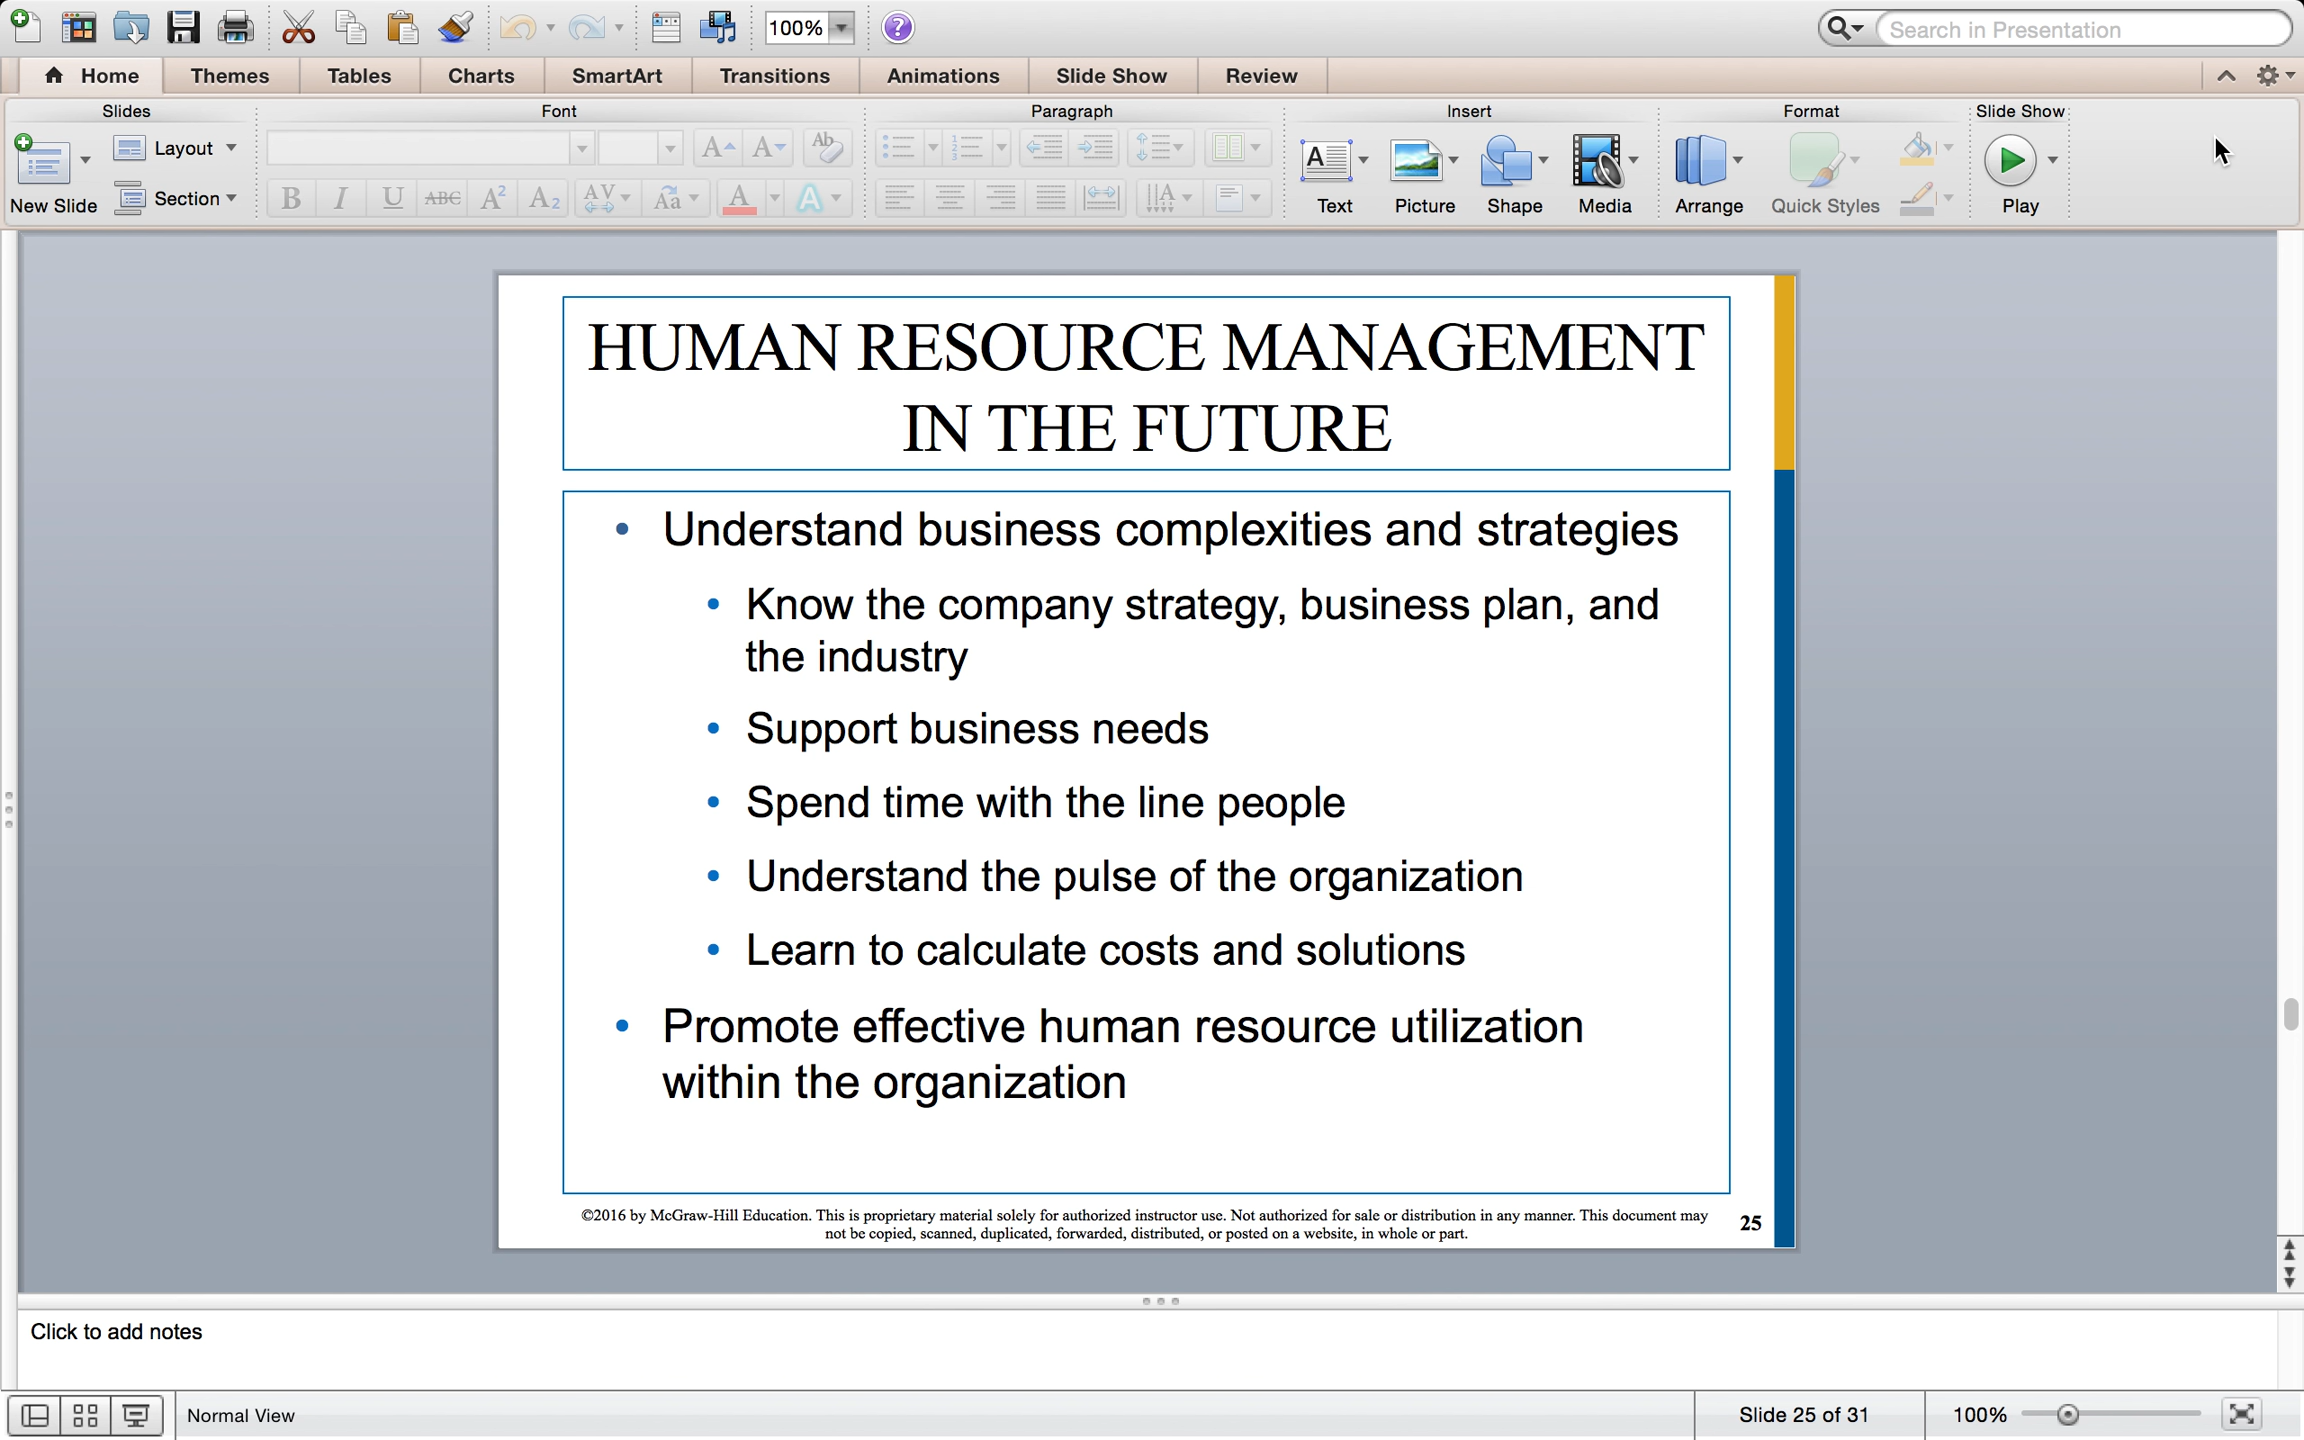 100%
Search in Presentation
Home
Themes
Tables
Charts
SmartArt
Transitions
Animations
Slide Show
Review
Slides
Font
Paragraph
Insert
Format
Slide Show
New Slide
Layout
Section
B
I
U
ABC
A2
A2
AV
Aa
A
A
Text
Picture
Shape
Media
Arrange
Quick Styles
Play
HUMAN RESOURCE MANAGEMENT
IN THE FUTURE
• Understand business complexities and strategies
• Know the company strategy, business plan, and
the industry
• Support business needs
• Spend time with the line people
• Understand the pulse of the organization
• Learn to calculate costs and solutions
• Promote effective human resource utilization
within the organization
©2016 by McGraw-Hill Education. This is proprietary material solely for authorized instructor use. Not authorized for sale or distribution in any manner. This document may
not be copied, scanned, duplicated, forwarded, distributed, or posted on a website, in whole or part.
25
Click to add notes
Normal View
Slide 25 of 31
100%